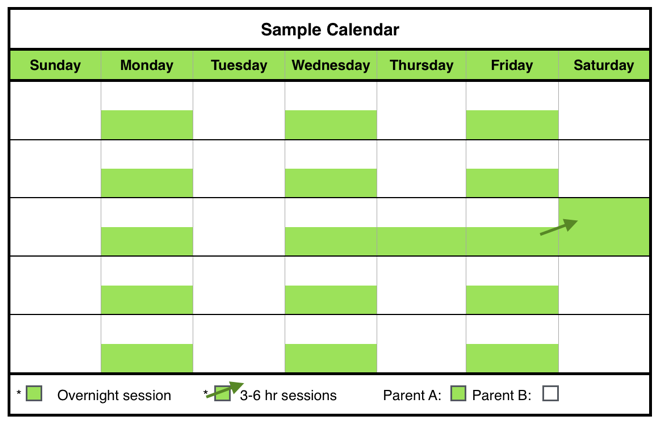 Sample Calendar
Sunday Monday Tuesday Wednesday Thursday Friday Saturday
* Overnight session * 3-6 hr sessions Parent A: Parent B: